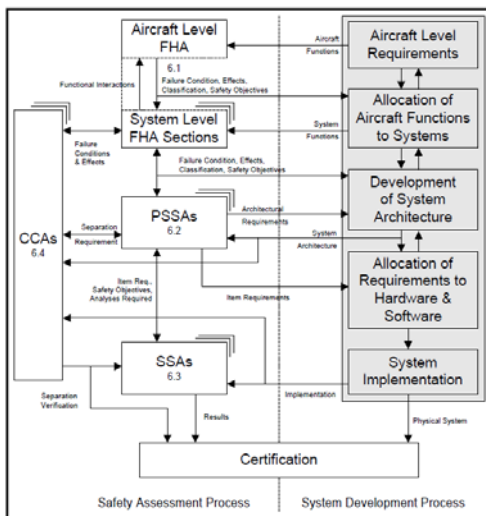 Aircraft Level
FHA
6.1
Aircraft
Functions
Aircraft Level
Requirements
Functional Interactions
Failure Condition, Effects,
Classification, Safety Objectives
System Level
FHA Sections
System
Functions
Allocation of
Aircraft Functions
to Systems
Failure
Conditions
& Effects
Failure Condition, Effects,
Classification, Safety Objectives
Development
of System
Architecture
CCAs
6.4
Separation
Requirement
PSSAs
6.2
Architectural
Requirements
System
Architecture
Item Req.,
Safety Objectives,
Analyses Required
Item Requirements
Allocation of
Requirements to
Hardware &
Software
SSAs
6.3
Implementation
System
Implementation
Separation
Verification
Results
Physical System
Certification
Safety Assessment Process
System Development Process